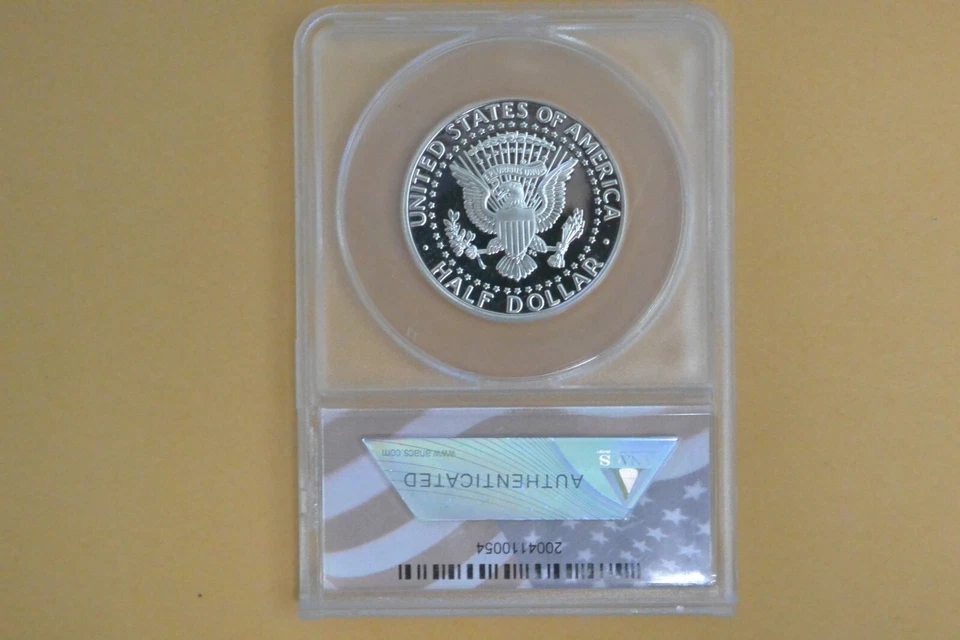 UNITED STATES OF AMERICA
E PLURIBUS UNUM
· HALF DOLLAR ·
ANACS
www.anacs.com
AUTHENTICATED
2004110054